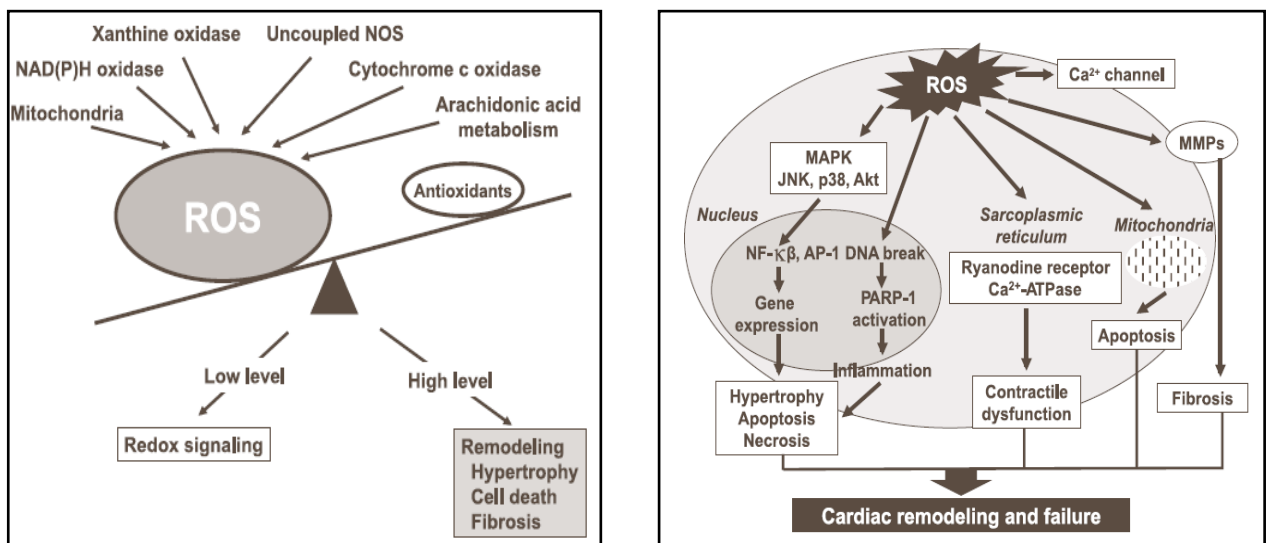 Xanthine oxidase
Uncoupled NOS
NAD(P)H oxidase
Cytochrome c oxidase
Mitochondria
Arachidonic acid
metabolism
Antioxidants
ROS
Low level
High level
Redox signaling
Remodeling
Hypertrophy
Cell death
Fibrosis
ROS
Ca²⁺ channel
MMPs
MAPK
JNK, p38, Akt
Nucleus
Sarcoplasmic
reticulum
Mitochondria
NF-κβ, AP-1
DNA break
Ryanodine receptor
Ca²⁺-ATPase
Gene
expression
PARP-1
activation
Apoptosis
Inflammation
Hypertrophy
Apoptosis
Necrosis
Contractile
dysfunction
Fibrosis
Cardiac remodeling and failure